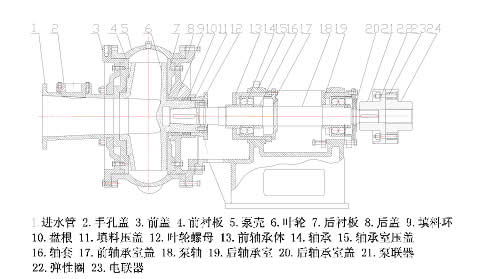 1 2 3 4 5 6 7 8 9 10 11 12 13 14 15 16 17 18 19 20 21 22 23 24
1.进水管 2.手孔盖 3.前盖 4.前衬板 5.泵壳 6.叶轮 7.后衬板 8.后盖 9.填料环
10.盘根 11.填料压盖 12.叶轮螺母 13.前轴承体 14.轴承 15.轴承室压盖
16.轴套 17.前轴承室盖 18.泵轴 19.后轴承室 20.后轴承室盖 21.泵联器
22.弹性圈 23.电联器